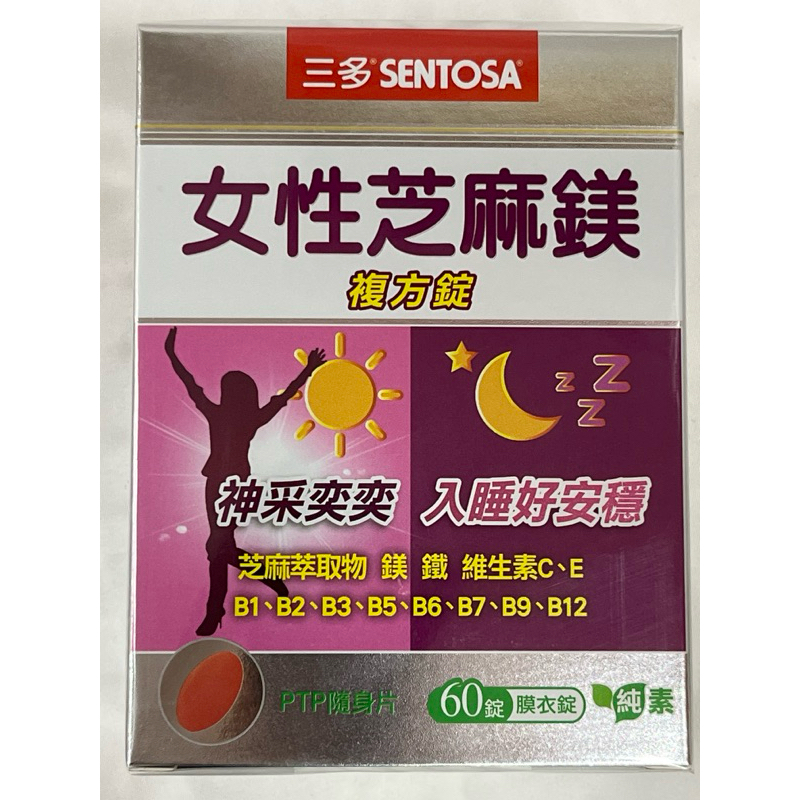 三多® SENTOSA®
女性芝麻鎂
複方錠
z Z Z
神采奕奕 入睡好安穩
芝麻萃取物 鎂 鐵 維生素C、E
B1、B2、B3、B5、B6、B7、B9、B12
PTP隨身片 60錠 膜衣錠 純素